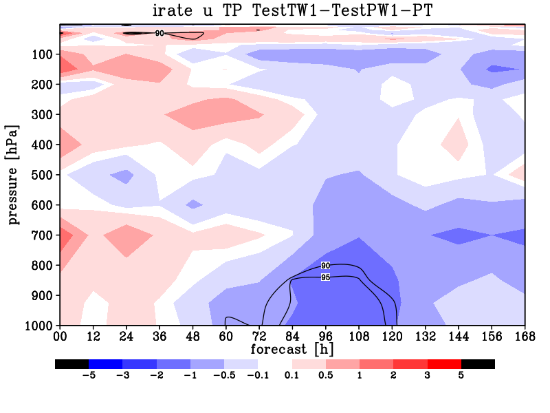 irate u TP TestTW1-TestPW1-PT
90
100
200
300
400
500
600
700
800
900
1000
pressure [hPa]
90
95
00 12 24 36 48 60 72 84 96 108 120 132 144 156 168
forecast [h]
-5 -3 -2 -1 -0.5 -0.1 0.1 0.5 1 2 3 5